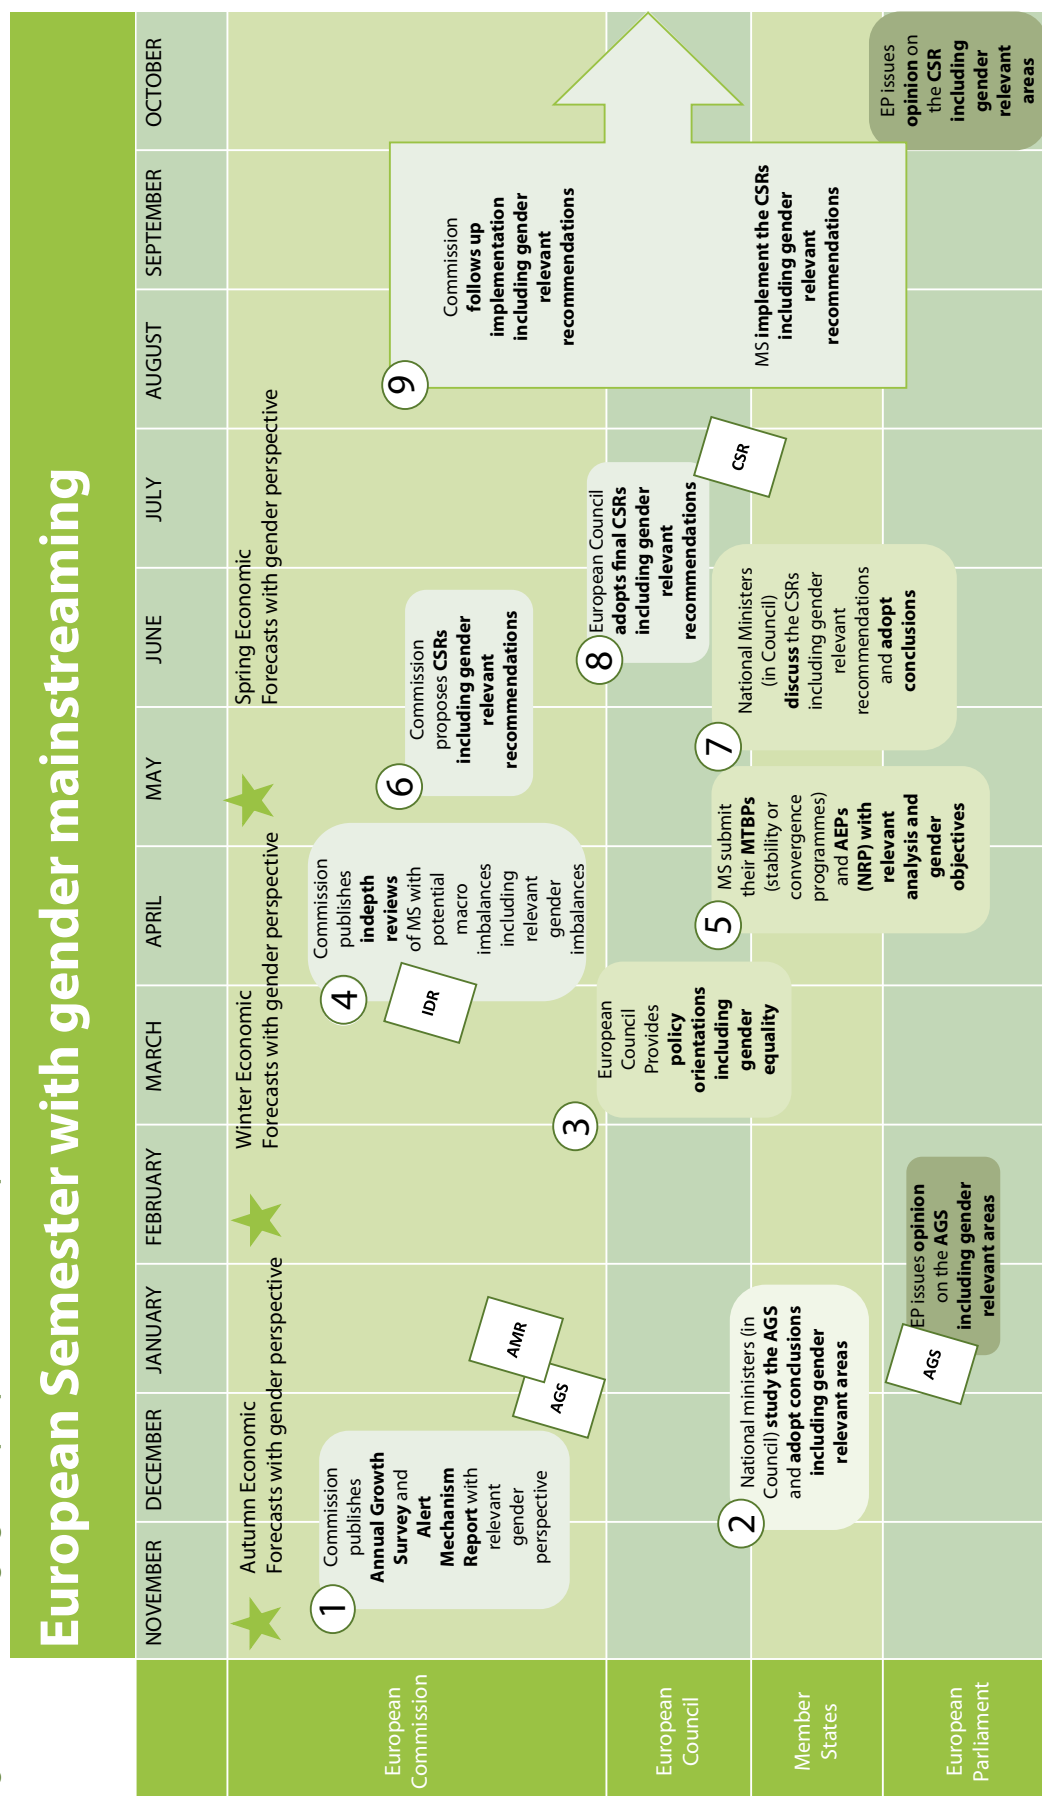 European Semester with gender mainstreaming
NOVEMBER
DECEMBER
JANUARY
FEBRUARY
MARCH
APRIL
MAY
JUNE
JULY
AUGUST
SEPTEMBER
OCTOBER
European
Commission
Autumn Economic
Forecasts with gender perspective
Winter Economic
Forecasts with gender perspective
Spring Economic
Forecasts with gender perspective
1
Commission
publishes
Annual Growth
Survey and
Alert
Mechanism
Report with
relevant
gender
perspective
AGS
AMR
4
Commission
publishes
indepth
reviews
of MS with
potential
macro
imbalances
including
relevant
gender
imbalances
IDR
6
Commission
proposes CSRs
including gender
relevant
recommendations
9
Commission
follows up
implementation
including gender
relevant
recommendations
MS implement the CSRs
including gender
relevant
recommendations
European
Council
3
European
Council
Provides
policy
orientations
including
gender
equality
8
European Council
adopts final CSRs
including gender
relevant
recommendations
CSR
Member
States
2
National ministers (in
Council) study the AGS
and adopt conclusions
including gender
relevant areas
5
MS submit
their MTBPs
(stability or
convergence
programmes)
and AEPs
(NRP) with
relevant
analysis and
gender
objectives
7
National Ministers
(in Council)
discuss the CSRs
including gender
relevant
recommendations
and adopt
conclusions
European
Parliament
AGS
EP issues opinion
on the AGS
including gender
relevant areas
EP issues
opinion on
the CSR
including
gender
relevant
areas